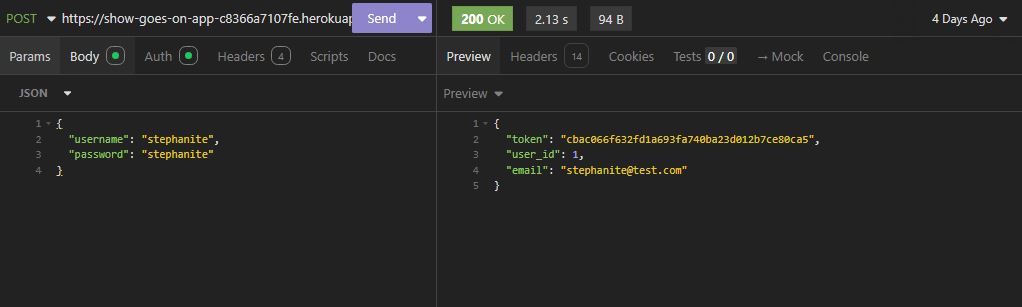 POST https://show-goes-on-app-c8366a7107fe.herokuap Send 200 OK 2.13 s 94 B 4 Days Ago
Params Body Auth Headers 4 Scripts Docs Preview Headers 14 Cookies Tests 0 / 0 → Mock Console
JSON Preview
1 {
2 "username": "stephanite",
3 "password": "stephanite"
4 }
1 {
2 "token": "cbac066f632fd1a693fa740ba23d012b7ce80ca5",
3 "user_id": 1,
4 "email": "stephanite@test.com"
5 }